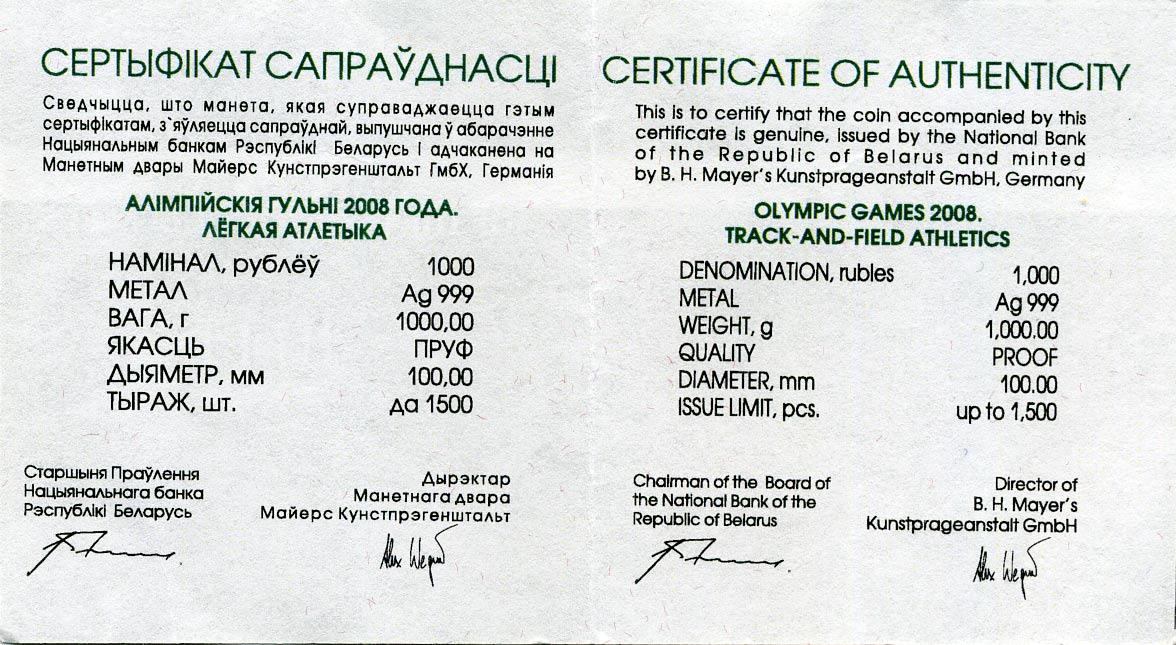 СЕРТЫФІКАТ САПРАЎДНАСЦІ
Сведчыцца, што манета, якая суправаджаецца гэтым
сертыфікатам, з`яўляецца сапраўднай, выпушчана ў абарачэнне
Нацыянальным банкам Рэспублікі Беларусь і адчаканена на
Манетным двары Майерс Кунстпрэгенштальт ГмбХ, Германія
АЛІМПІЙСКІЯ ГУЛЬНІ 2008 ГОДА.
ЛЁГКАЯ АТЛЕТЫКА
НАМІНАЛ, рублёў 1000
МЕТАЛ Ag 999
ВАГА, г 1000,00
ЯКАСЦЬ ПРУФ
ДЫЯМЕТР, мм 100,00
ТЫРАЖ, шт. да 1500
Старшыня Праўлення
Нацыянальнага банка
Рэспублікі Беларусь
Дырэктар
Манетнага двара
Майерс Кунстпрэгенштальт
CERTIFICATE OF AUTHENTICITY
This is to certify that the coin accompanied by this
certificate is genuine, issued by the National Bank
of the Republic of Belarus and minted
by B. H. Mayer's Kunstprageanstalt GmbH, Germany
OLYMPIC GAMES 2008.
TRACK-AND-FIELD ATHLETICS
DENOMINATION, rubles 1,000
METAL Ag 999
WEIGHT, g 1,000.00
QUALITY PROOF
DIAMETER, mm 100.00
ISSUE LIMIT, pcs. up to 1,500
Chairman of the Board of
the National Bank of the
Republic of Belarus
Director of
B. H. Mayer's
Kunstprageanstalt GmbH